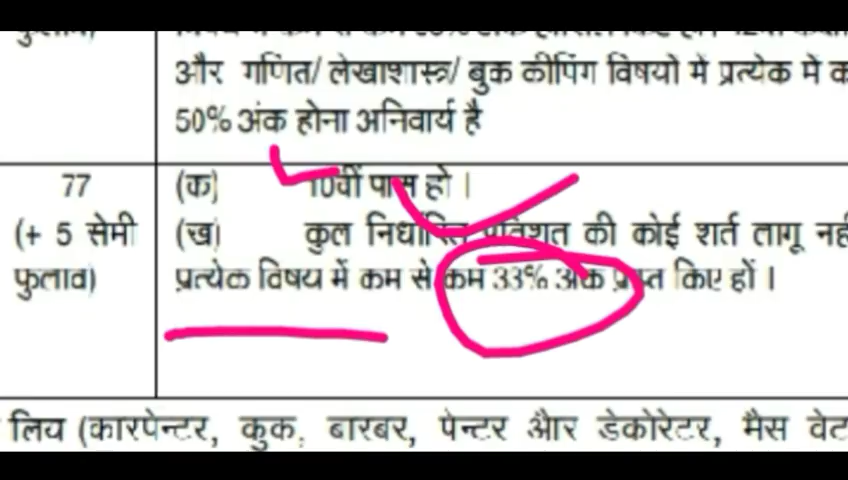 फुलाव)
और गणित/ लेखाशास्त्र/ बुक कीपिंग विषयो में प्रत्येक मे
50% अंक होना अनिवार्य है
77
(+ 5 सेमी
फुलाव)
(क) 10वीं पास हो ।
(ख) कुल निर्धारित प्रतिशत की कोई शर्त लागू
प्रत्येक विषय में कम से कम 33% अंक प्राप्त किए हों ।
लिय (कारपेन्टर, कुक, बारबर, पेन्टर और डेकोरेटर, मैस वेट